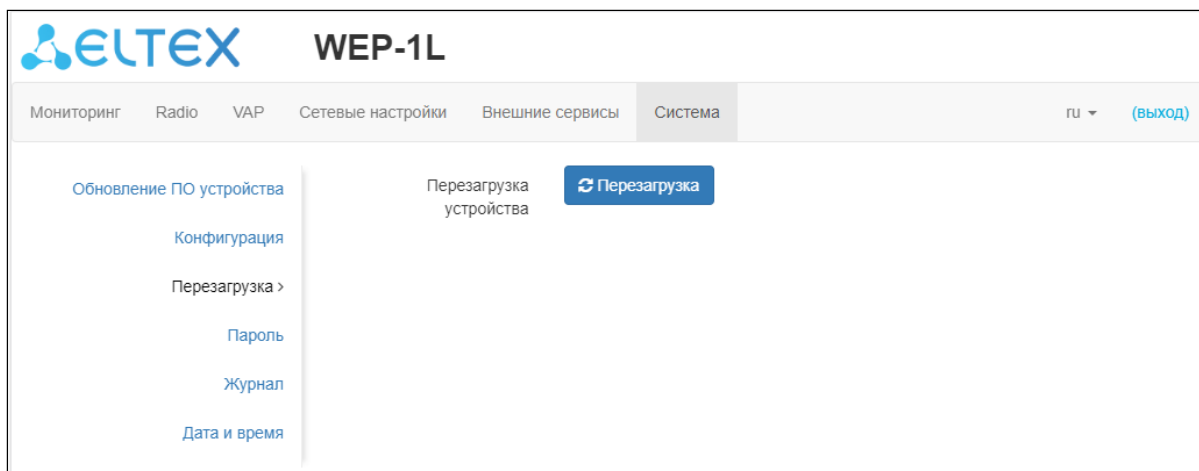 ELTEX WEP-1L
Мониторинг Radio VAP Сетевые настройки Внешние сервисы Система ru (выход)
Обновление ПО устройства
Конфигурация
Перезагрузка >
Пароль
Журнал
Дата и время
Перезагрузка
устройства
Перезагрузка